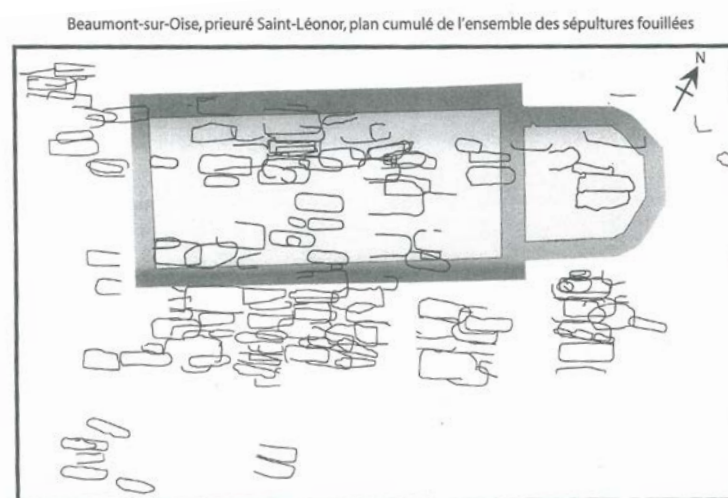 Beaumont-sur-Oise, prieuré Saint-Léonor, plan cumulé de l'ensemble des sépultures fouillées
N